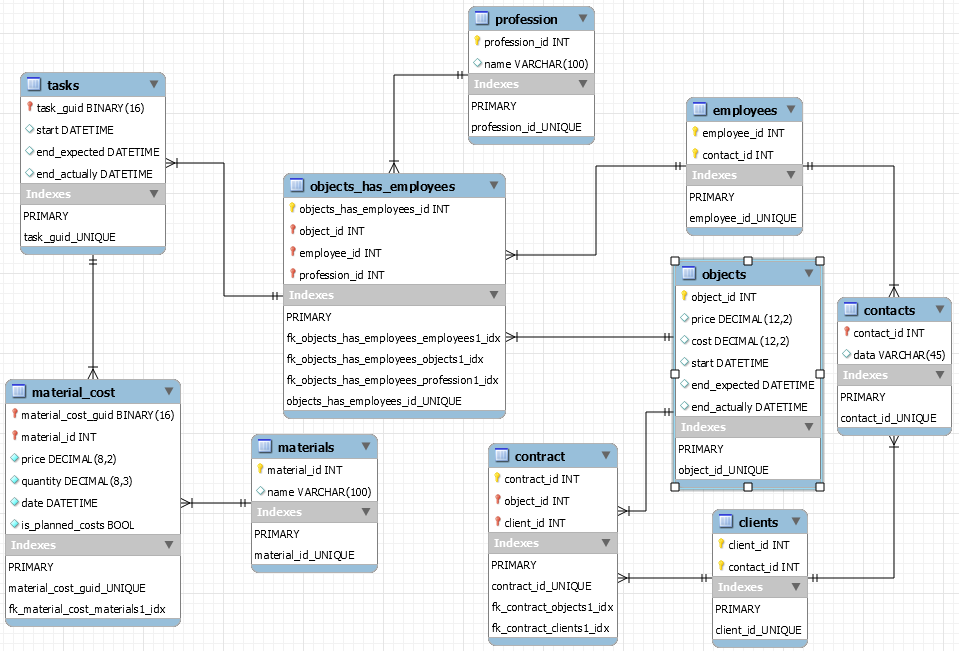 profession
profession_id INT
name VARCHAR(100)
Indexes
PRIMARY
profession_id_UNIQUE
tasks
task_guid BINARY(16)
start DATETIME
end_expected DATETIME
end_actually DATETIME
Indexes
PRIMARY
task_guid_UNIQUE
employees
employee_id INT
contact_id INT
Indexes
PRIMARY
employee_id_UNIQUE
objects_has_employees
objects_has_employees_id INT
object_id INT
employee_id INT
profession_id INT
Indexes
PRIMARY
fk_objects_has_employees_employees1_idx
fk_objects_has_employees_objects1_idx
fk_objects_has_employees_profession1_idx
objects_has_employees_id_UNIQUE
objects
object_id INT
price DECIMAL(12,2)
cost DECIMAL(12,2)
start DATETIME
end_expected DATETIME
end_actually DATETIME
Indexes
PRIMARY
object_id_UNIQUE
contacts
contact_id INT
data VARCHAR(45)
Indexes
PRIMARY
contact_id_UNIQUE
material_cost
material_cost_guid BINARY(16)
material_id INT
price DECIMAL(8,2)
quantity DECIMAL(8,3)
date DATETIME
is_planned_costs BOOL
Indexes
PRIMARY
material_cost_guid_UNIQUE
fk_material_cost_materials1_idx
materials
material_id INT
name VARCHAR(100)
Indexes
PRIMARY
material_id_UNIQUE
contract
contract_id INT
object_id INT
client_id INT
Indexes
PRIMARY
contract_id_UNIQUE
fk_contract_objects1_idx
fk_contract_clients1_idx
clients
client_id INT
contact_id INT
Indexes
PRIMARY
client_id_UNIQUE